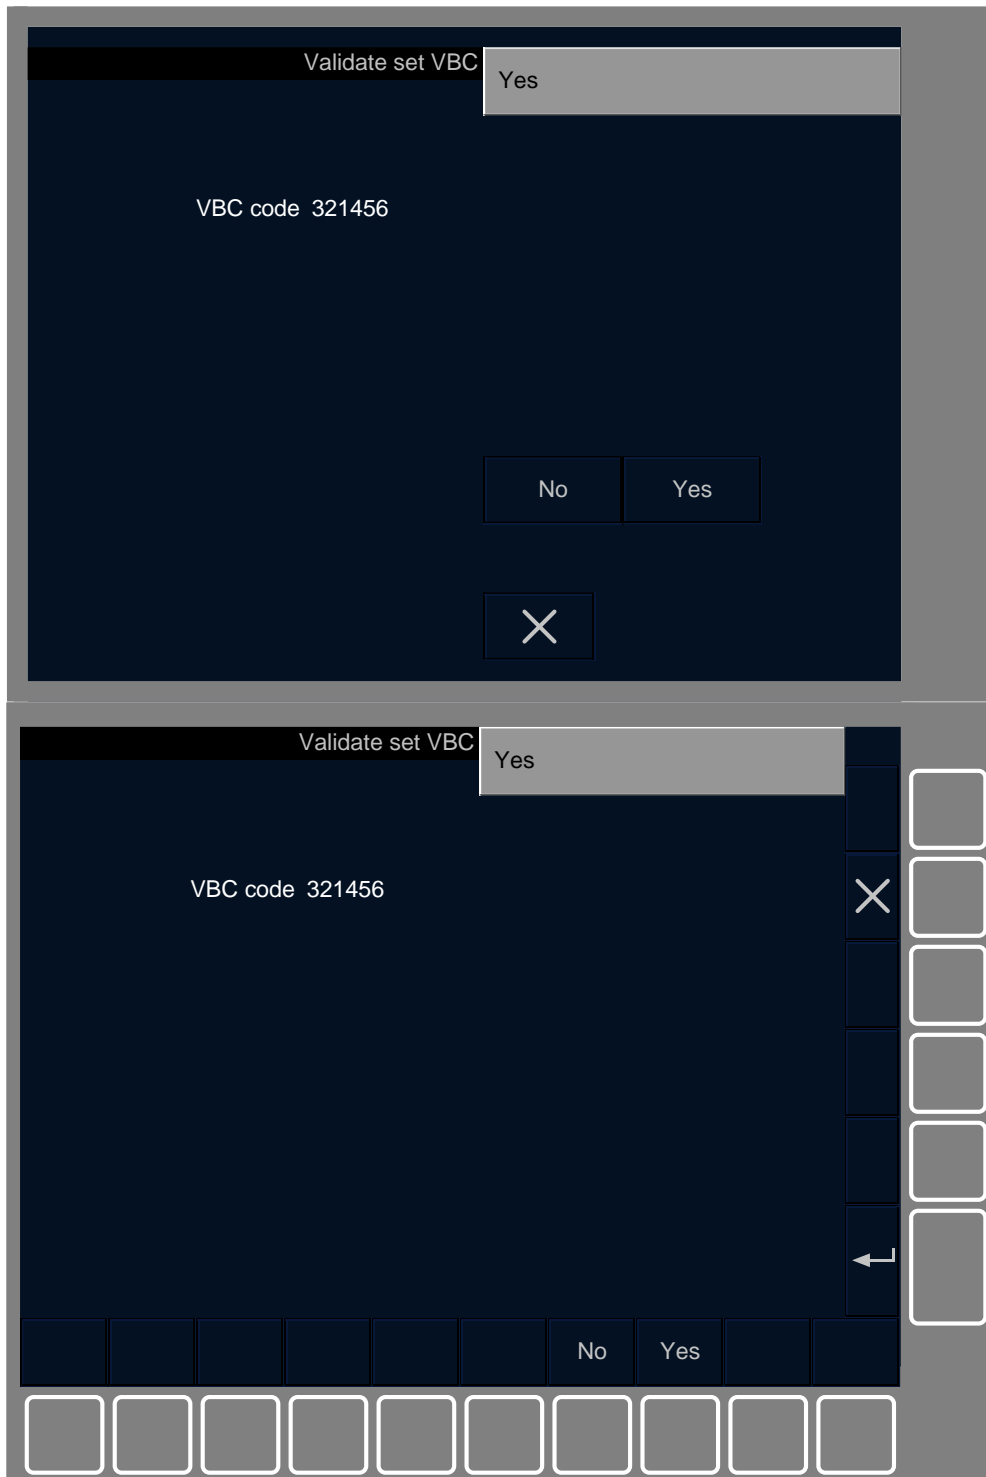 Validate set VBC
Yes
VBC code 321456
No Yes
Validate set VBC
Yes
VBC code 321456
No Yes